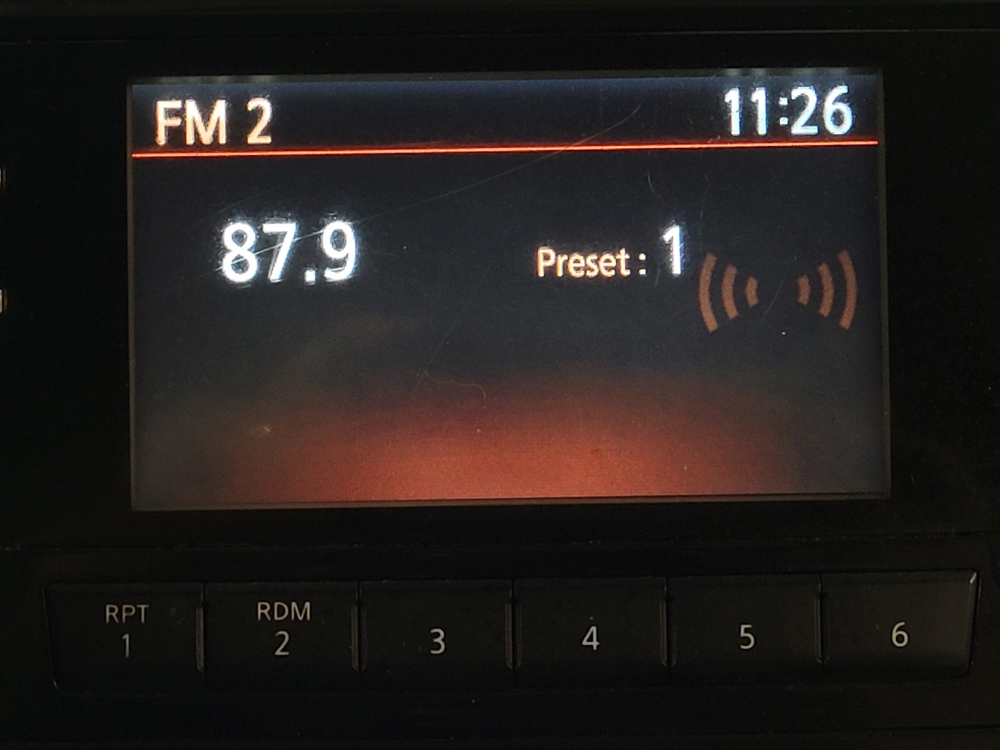 FM 2 11:26
87.9 Preset : 1
RPT RDM
1 2 3 4 5 6